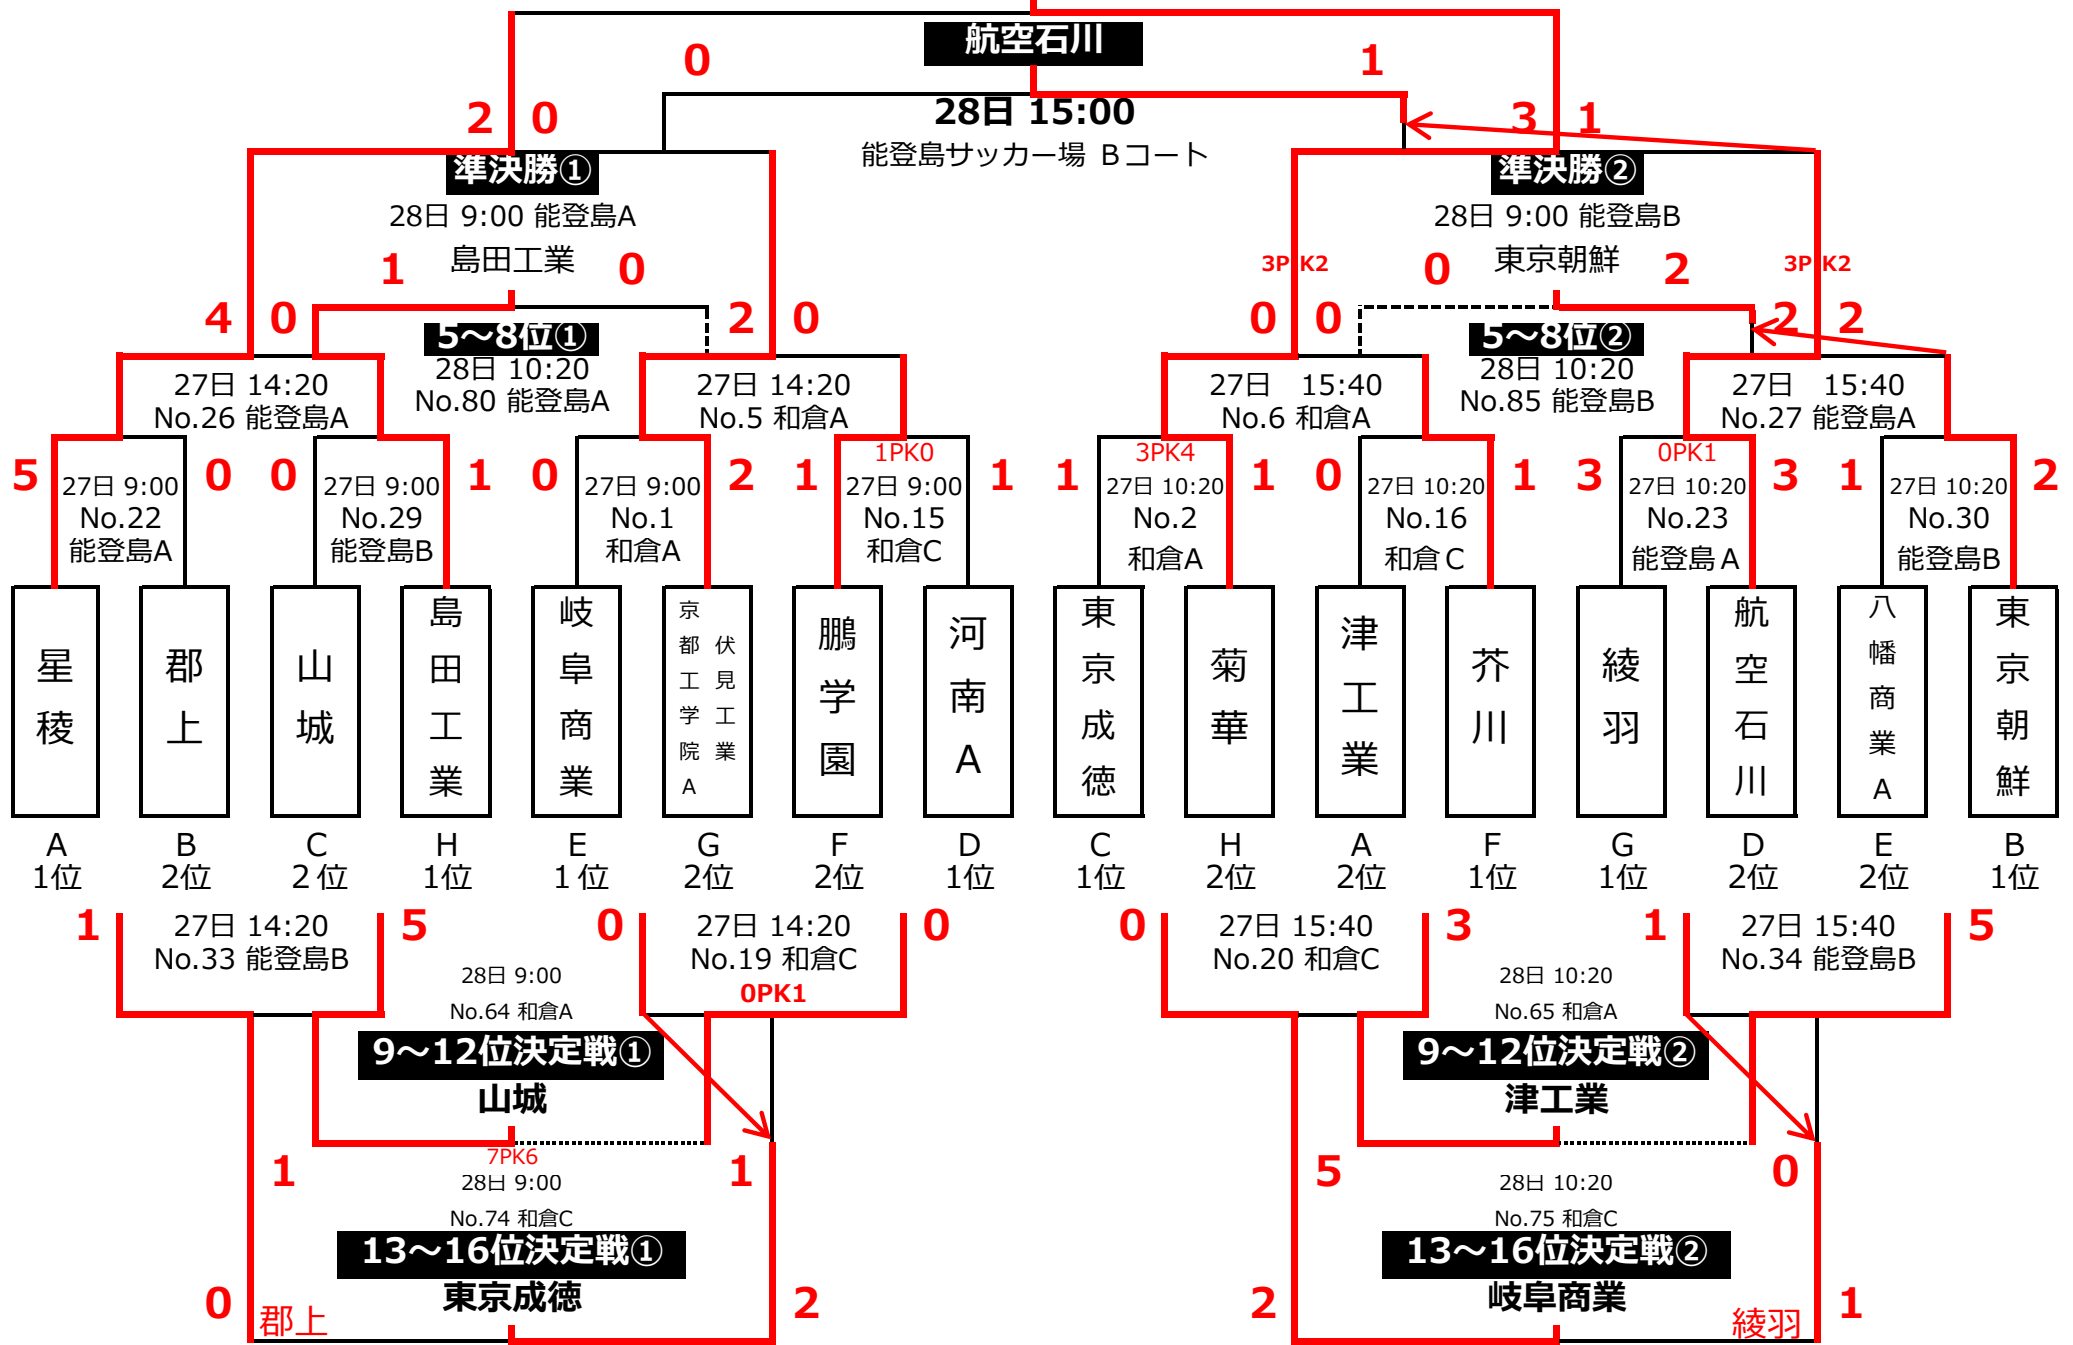 航空石川
0
1
28日 15:00
2
0
3
1
能登島サッカー場 Bコート
準決勝①
準決勝②
28日 9:00 能登島A
28日 9:00 能登島B
島田工業
東京朝鮮
1
0
3PK2
0
2
3PK2
4
0
2
0
0
0
2
2
5～8位①
5～8位②
28日 10:20
28日 10:20
No.80 能登島A
No.85 能登島B
27日 14:20
27日 14:20
27日　15:40
27日　15:40
No.26 能登島A
No.5 和倉A
No.6 和倉A
No.27 能登島A
1PK0
3PK4
0PK1
5
0
0
1
0
2
1
1
1
1
0
1
3
3
1
2
27日 9:00
27日 9:00
27日 9:00
27日 9:00
27日 10:20
27日 10:20
27日 10:20
27日 10:20
No.22
No.29
No.1
No.15
No.2
No.16
No.23
No.30
能登島A
能登島B
和倉A
和倉C
和倉A
和倉C
能登島A
能登島B
星稜
郡上
山城
島田工業
岐阜商業
京都工学院A
伏見工業
鵬学園
河南A
東京成徳
菊華
津工業
芥川
綾羽
航空石川
八幡商業A
東京朝鮮
A
B
C
H
E
G
F
D
C
H
A
F
G
D
E
B
1位
2位
2位
1位
1位
2位
2位
1位
1位
2位
2位
1位
1位
2位
2位
1位
1
27日 14:20
5
0
27日 14:20
0
0
27日 15:40
3
1
27日 15:40
5
No.33 能登島B
No.19 和倉C
No.20 和倉C
No.34 能登島B
28日 9:00
0PK1
28日 10:20
No.64 和倉A
No.65 和倉A
9～12位決定戦①
9～12位決定戦②
山城
津工業
7PK6
1
1
5
0
28日 9:00
28日 10:20
No.74 和倉C
No.75 和倉C
13～16位決定戦①
13～16位決定戦②
東京成徳
岐阜商業
0
郡上
2
2
綾羽
1